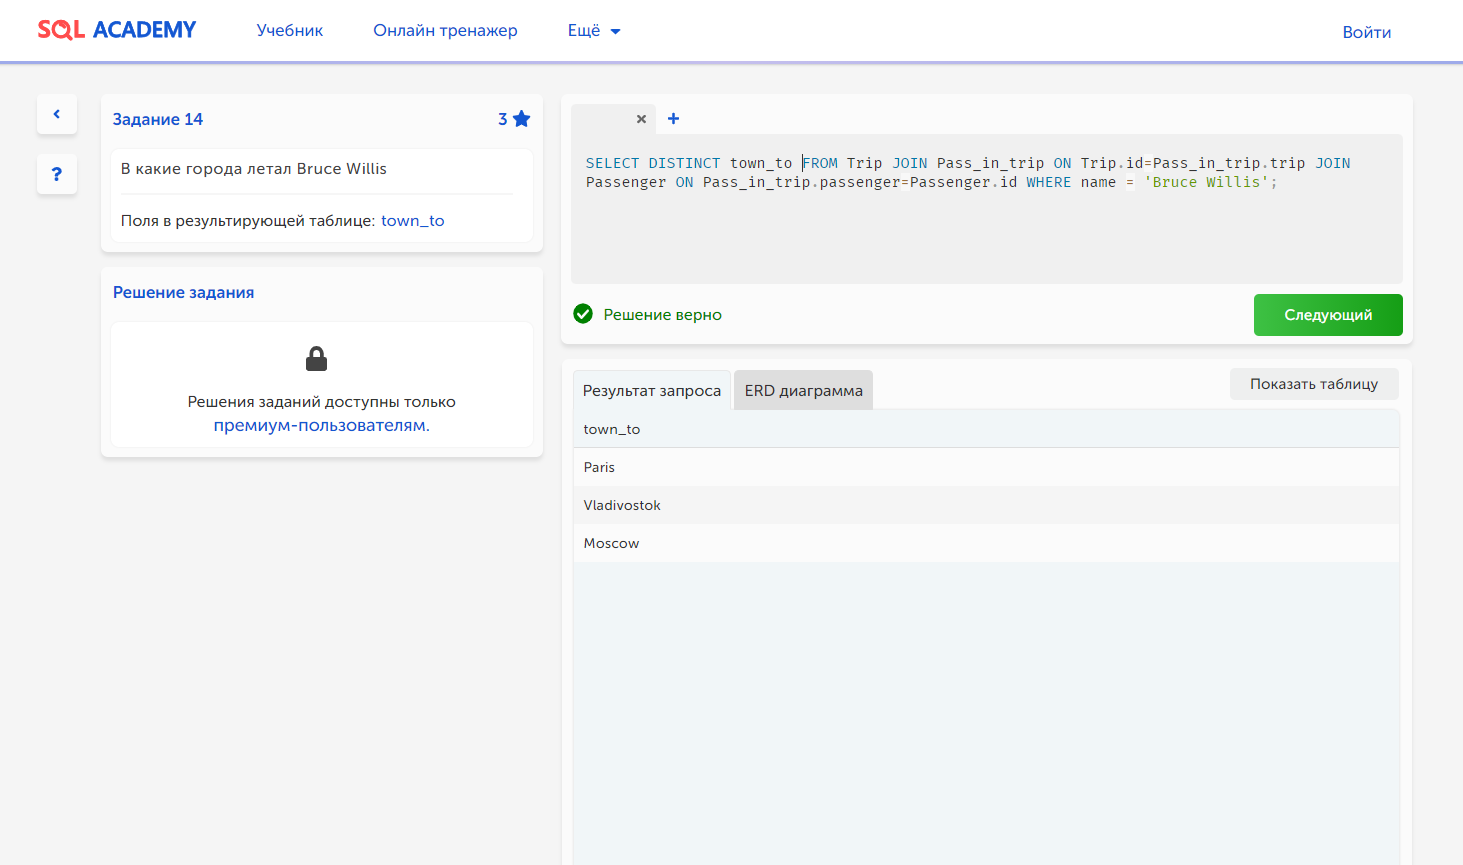 SQL ACADEMY
Учебник
Онлайн тренажер
Ещё
Войти
Задание 14
3
В какие города летал Bruce Willis
Поля в результирующей таблице: town_to
?
Решение задания
Решения заданий доступны только
премиум-пользователям.
SELECT DISTINCT town_to FROM Trip JOIN Pass_in_trip ON Trip.id=Pass_in_trip.trip JOIN
Passenger ON Pass_in_trip.passenger=Passenger.id WHERE name = 'Bruce Willis';
Решение верно
Следующий
Результат запроса
ERD диаграмма
Показать таблицу
town_to
Paris
Vladivostok
Moscow